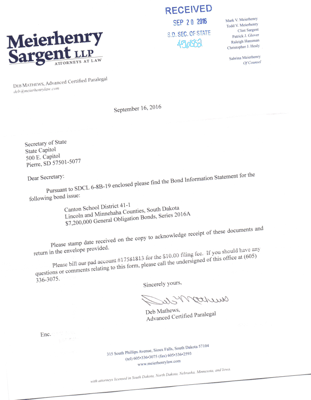 RECEIVED
SEP 20 2016
S.D. SEC. OF STATE
Meierhenry
Sargent LLP
ATTORNEYS AT LAW
Mark V. Meierhenry
Todd V. Meierhenry
Clint Sargent
Patrick J. Glover
Christopher J. Healy
Sabrina Meierhenry
Of Counsel
Deb Mathews, Advanced Certified Paralegal
deb@meierhenrylaw.com
September 16, 2016
Secretary of State
State Capitol
500 E. Capitol
Pierre, SD 57501-5077
Dear Secretary:
Pursuant to SDCL 6-8B-19 enclosed please find the Bond Information Statement for the
following bond issue:
Canton School District 41-1
Lincoln and Minnehaha Counties, South Dakota
$7,200,000 General Obligation Bonds, Series 2016A
Please stamp date received on the copy to acknowledge receipt of these documents and
return in the envelope provided.
Please bill our pad account #17561813 for the $10.00 filing fee. If you should have any
questions or comments relating to this form, please call the undersigned of this office at (605)
336-3075.
Sincerely yours,
Deb Mathews
Deb Mathews,
Advanced Certified Paralegal
Enc.
315 South Phillips Avenue, Sioux Falls, South Dakota 57104
(tel) 605-336-3075 (fax) 605-336-2593
www.meierhenrylaw.com
with attorneys licensed in South Dakota, North Dakota, Nebraska, Minnesota, and Iowa